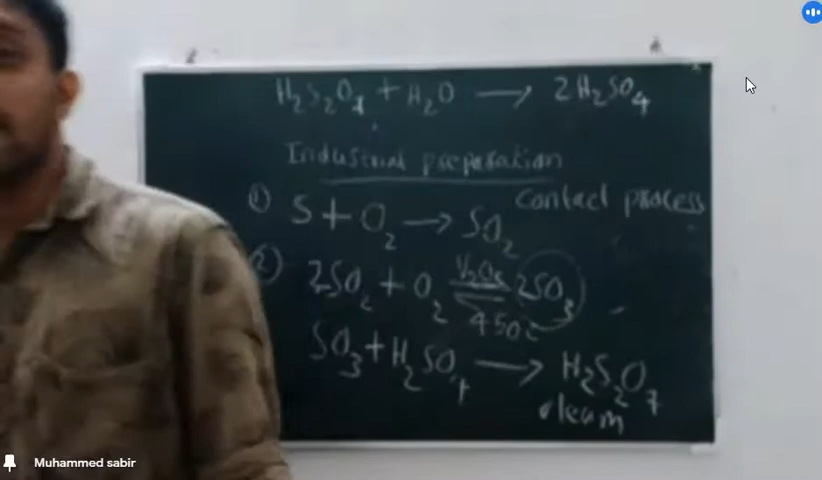 H₂S₂O₇ + H₂O → 2H₂SO₄
Industrial preparation
Contact process
① S + O₂ → SO₂
② 2SO₂ + O₂ ⇌ 2SO₃
V₂O₅
450
SO₃ + H₂SO₄ → H₂S₂O₇
oleum
Muhammed sabir